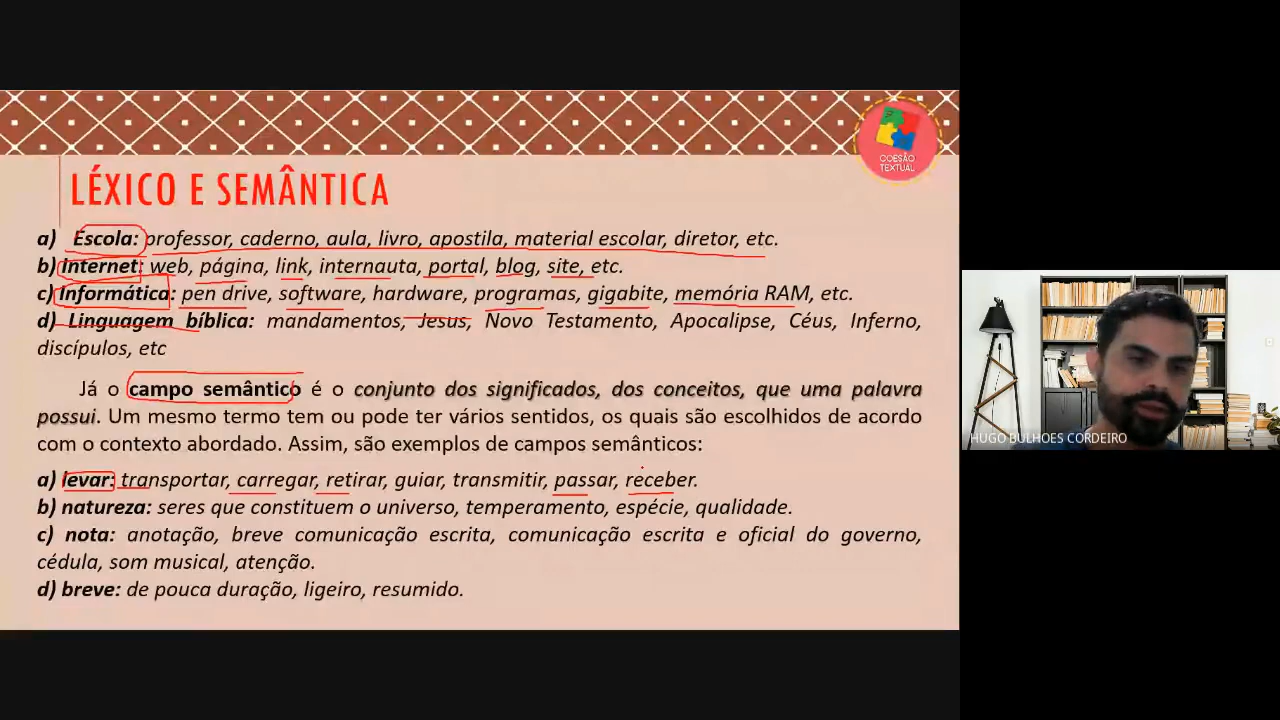 COESÃO
TEXTUAL
LÉXICO E SEMÂNTICA
a) Escola: professor, caderno, aula, livro, apostila, material escolar, diretor, etc.
b) Internet: web, página, link, internauta, portal, blog, site, etc.
c) Informática: pen drive, software, hardware, programas, gigabite, memória RAM, etc.
d) Linguagem bíblica: mandamentos, Jesus, Novo Testamento, Apocalipse, Céus, Inferno,
discípulos, etc
Já o campo semântico é o conjunto dos significados, dos conceitos, que uma palavra
possui. Um mesmo termo tem ou pode ter vários sentidos, os quais são escolhidos de acordo
com o contexto abordado. Assim, são exemplos de campos semânticos:
a) levar: transportar, carregar, retirar, guiar, transmitir, passar, receber.
b) natureza: seres que constituem o universo, temperamento, espécie, qualidade.
c) nota: anotação, breve comunicação escrita, comunicação escrita e oficial do governo,
cédula, som musical, atenção.
d) breve: de pouca duração, ligeiro, resumido.
HUGO BULHOES CORDEIRO